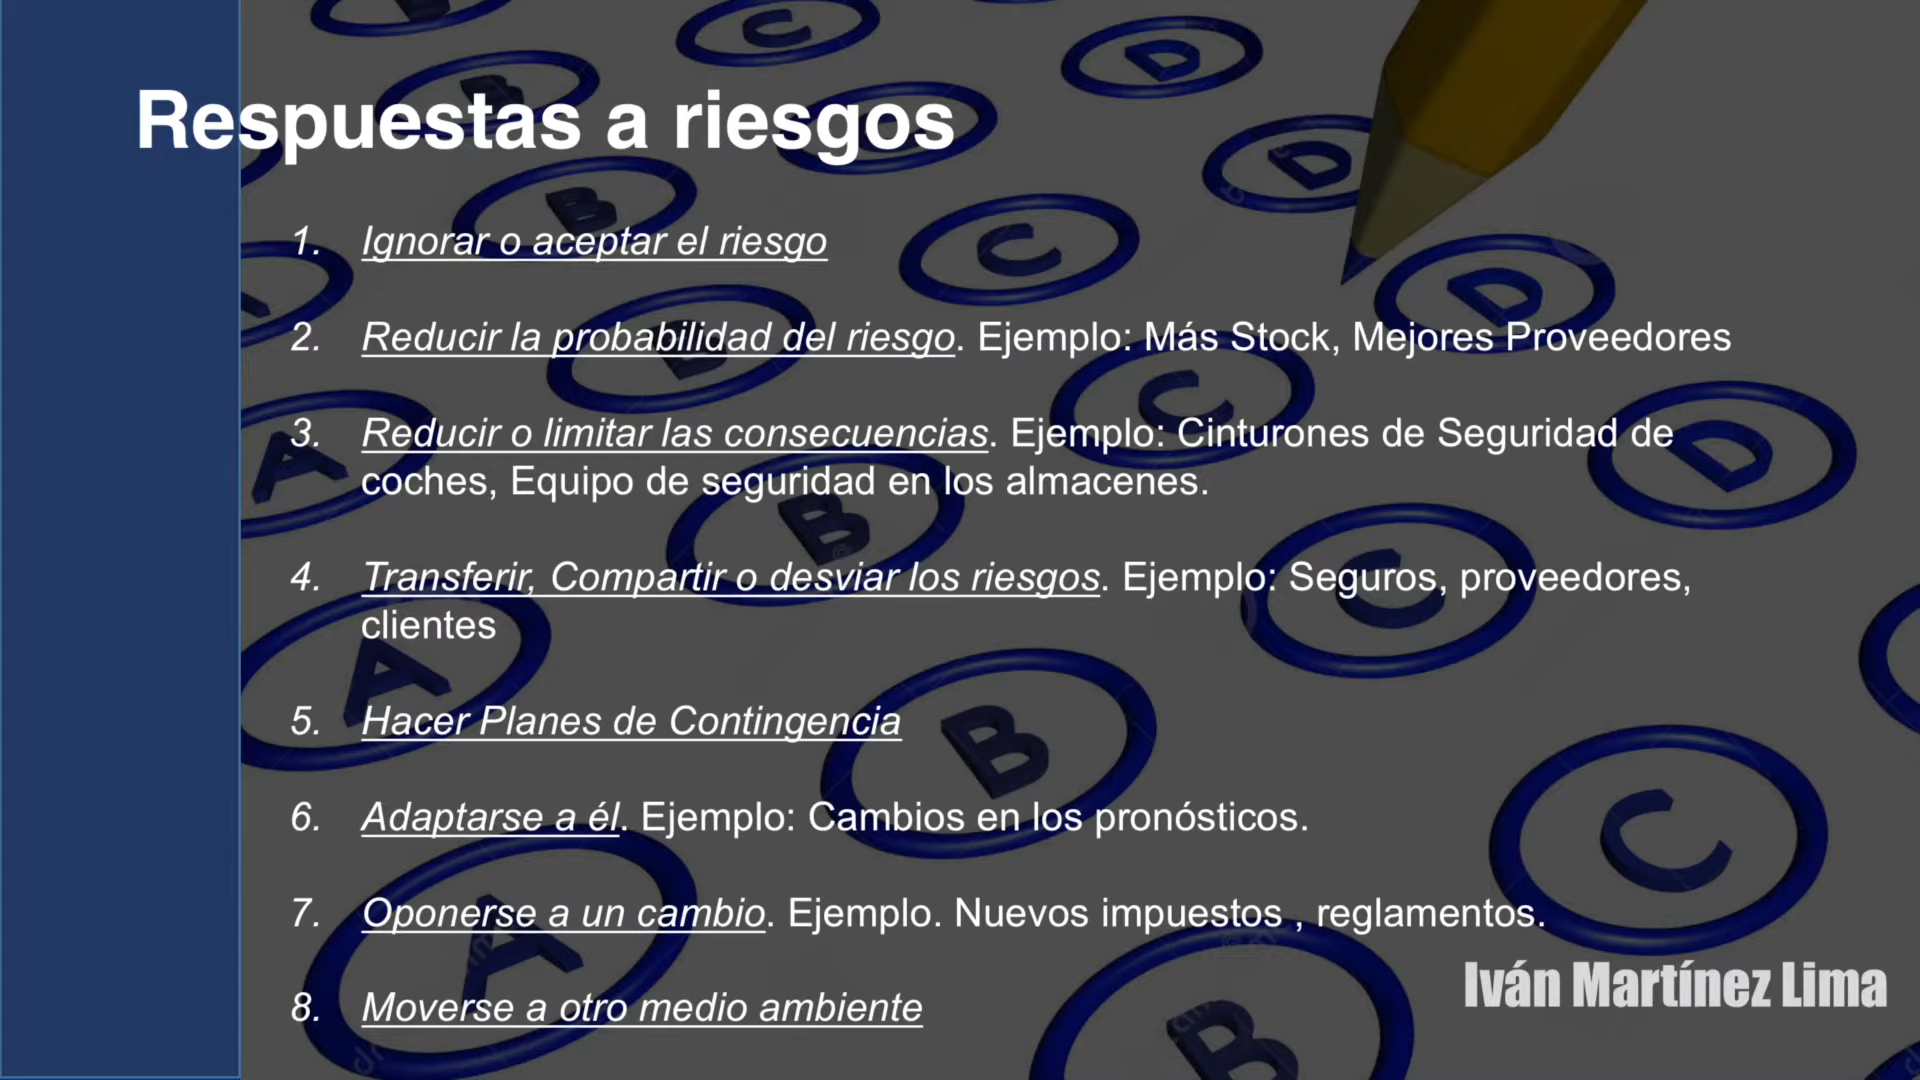 Respuestas a riesgos
1. Ignorar o aceptar el riesgo
2. Reducir la probabilidad del riesgo. Ejemplo: Más Stock, Mejores Proveedores
3. Reducir o limitar las consecuencias. Ejemplo: Cinturones de Seguridad de
coches, Equipo de seguridad en los almacenes.
4. Transferir, Compartir o desviar los riesgos. Ejemplo: Seguros, proveedores,
clientes
5. Hacer Planes de Contingencia
6. Adaptarse a él. Ejemplo: Cambios en los pronósticos.
7. Oponerse a un cambio. Ejemplo. Nuevos impuestos , reglamentos.
8. Moverse a otro medio ambiente
Iván Martínez Lima